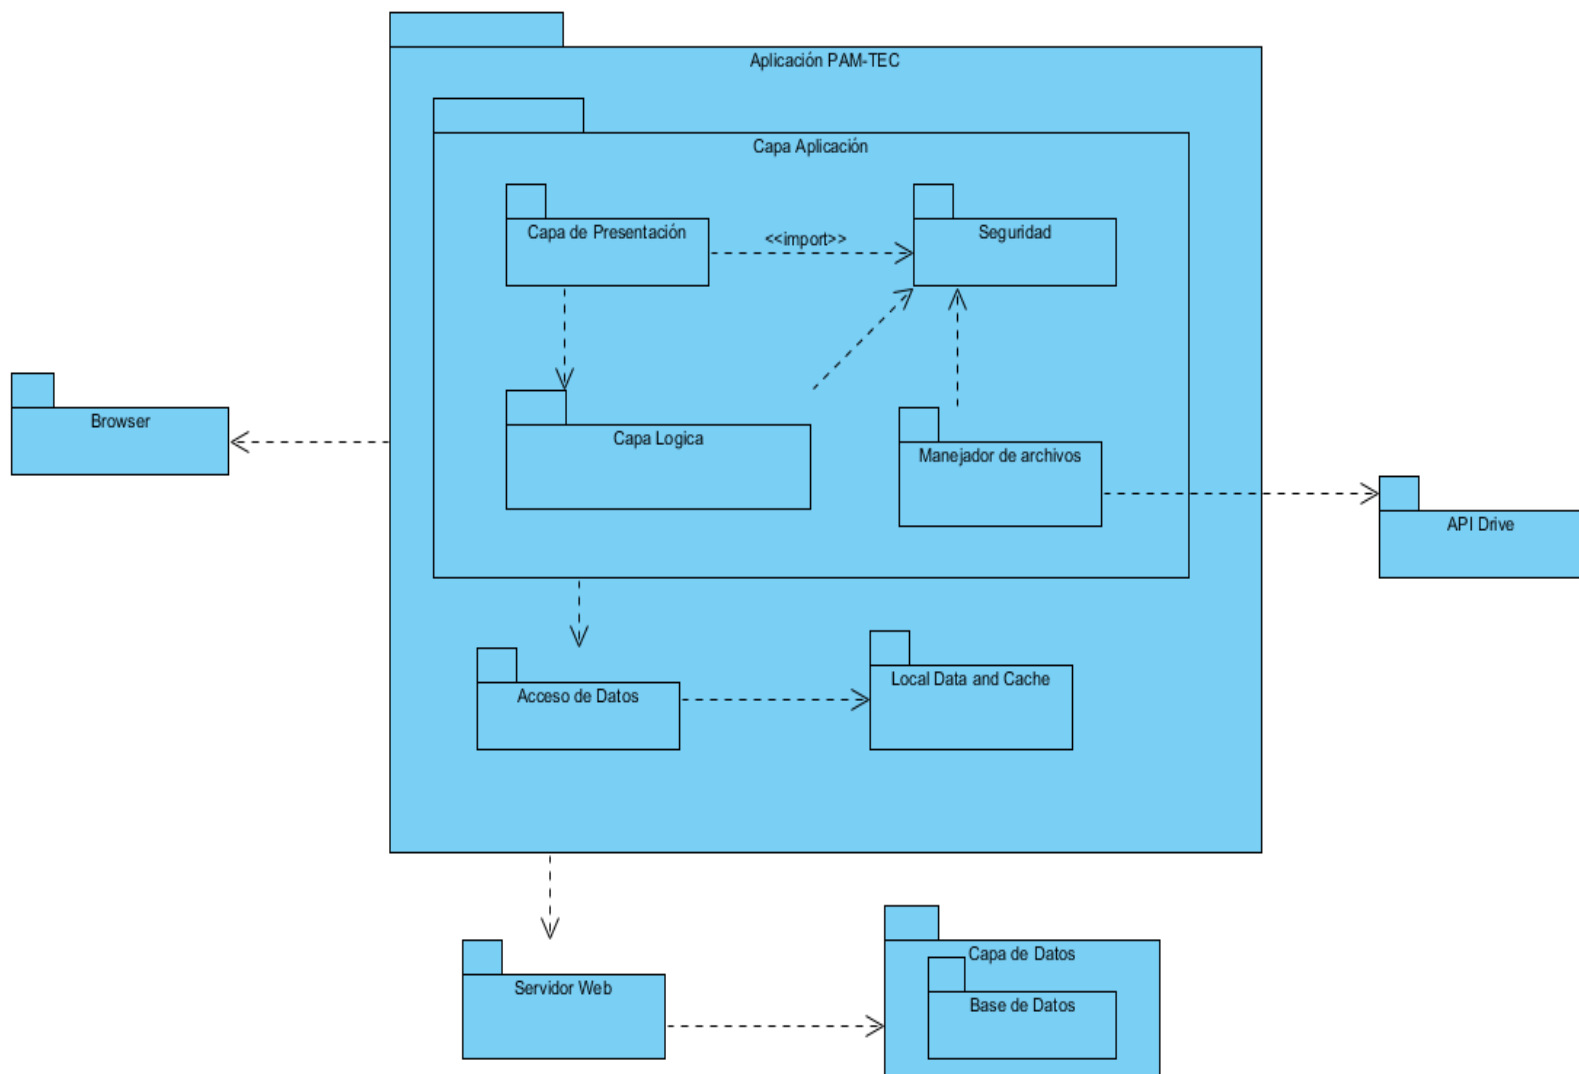 Aplicación PAM-TEC
Capa Aplicación
Capa de Presentación
<<import>>
Seguridad
Browser
Capa Logica
Manejador de archivos
API Drive
Acceso de Datos
Local Data and Cache
Servidor Web
Capa de Datos
Base de Datos